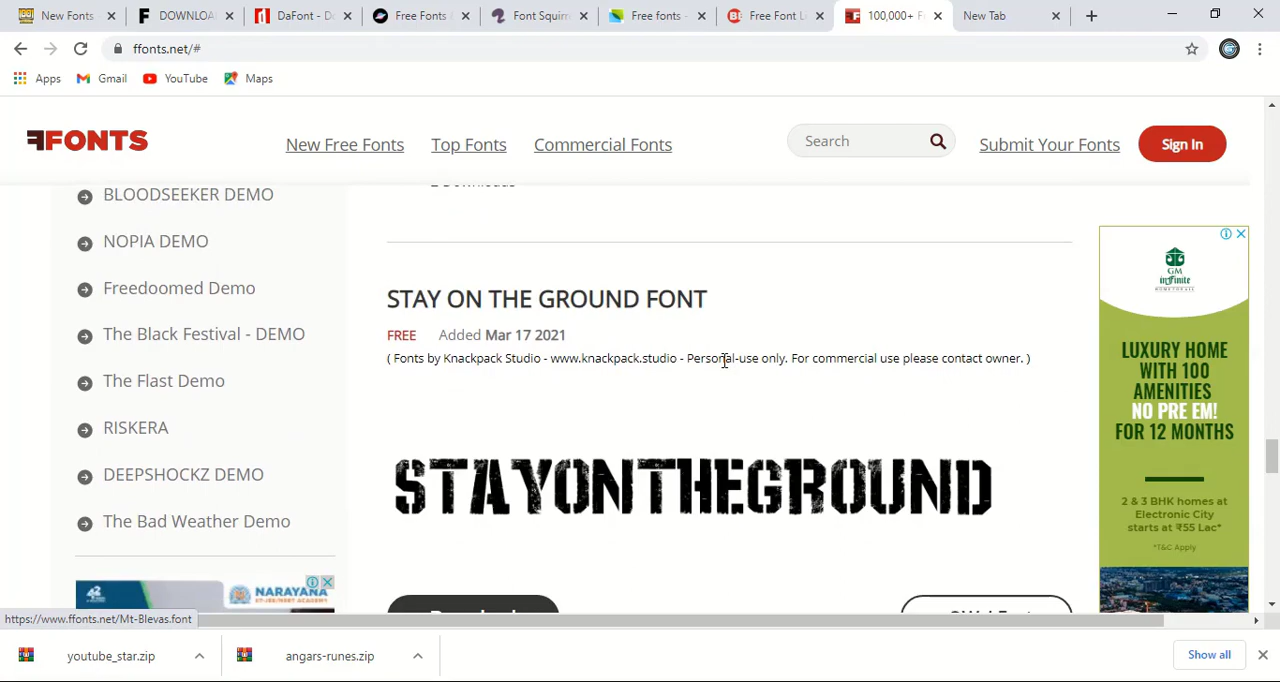 New Fonts
DOWNLOA
DaFont - D
Free Fonts
Font Squirr
Free fonts -
Free Font L
100,000+ F
New Tab
ffonts.net/#
Apps
Gmail
YouTube
Maps
FFONTS
New Free Fonts
Top Fonts
Commercial Fonts
Search
Submit Your Fonts
Sign In
BLOODSEEKER DEMO
NOPIA DEMO
Freedoomed Demo
The Black Festival - DEMO
The Flast Demo
RISKERA
DEEPSHOCKZ DEMO
The Bad Weather Demo
NARAYANA
2 Downloads
STAY ON THE GROUND FONT
FREE Added Mar 17 2021
( Fonts by Knackpack Studio - www.knackpack.studio - Personal-use only. For commercial use please contact owner. )
STAYONTHEGROUND
Download
GM
infinite
LUXURY HOME
WITH 100
AMENITIES
NO PRE EM!
FOR 12 MONTHS
2 & 3 BHK homes at
Electronic City
starts at ₹55 Lac*
*T&C Apply
https://www.ffonts.net/Mt-Blevas.font
youtube_star.zip
angars-runes.zip
Show all